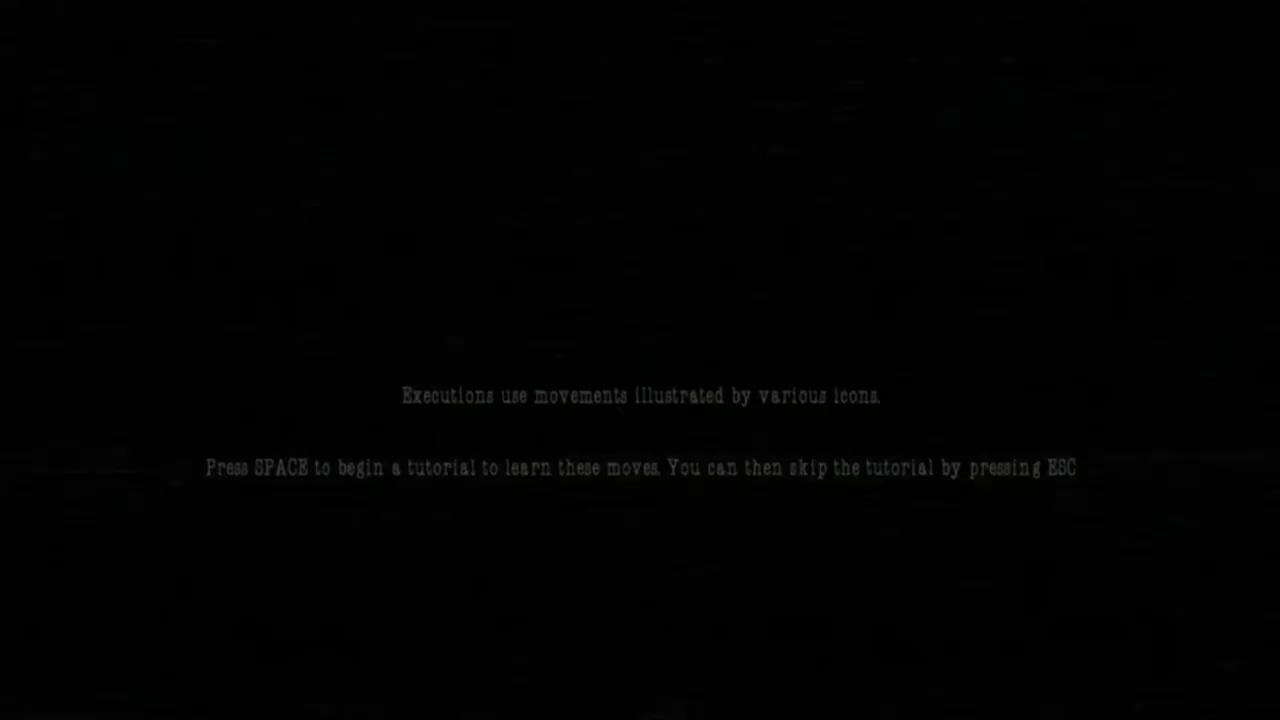 Executions use movements illustrated by various icons.
Press SPACE to begin a tutorial to learn these moves. You can then skip the tutorial by pressing ESC